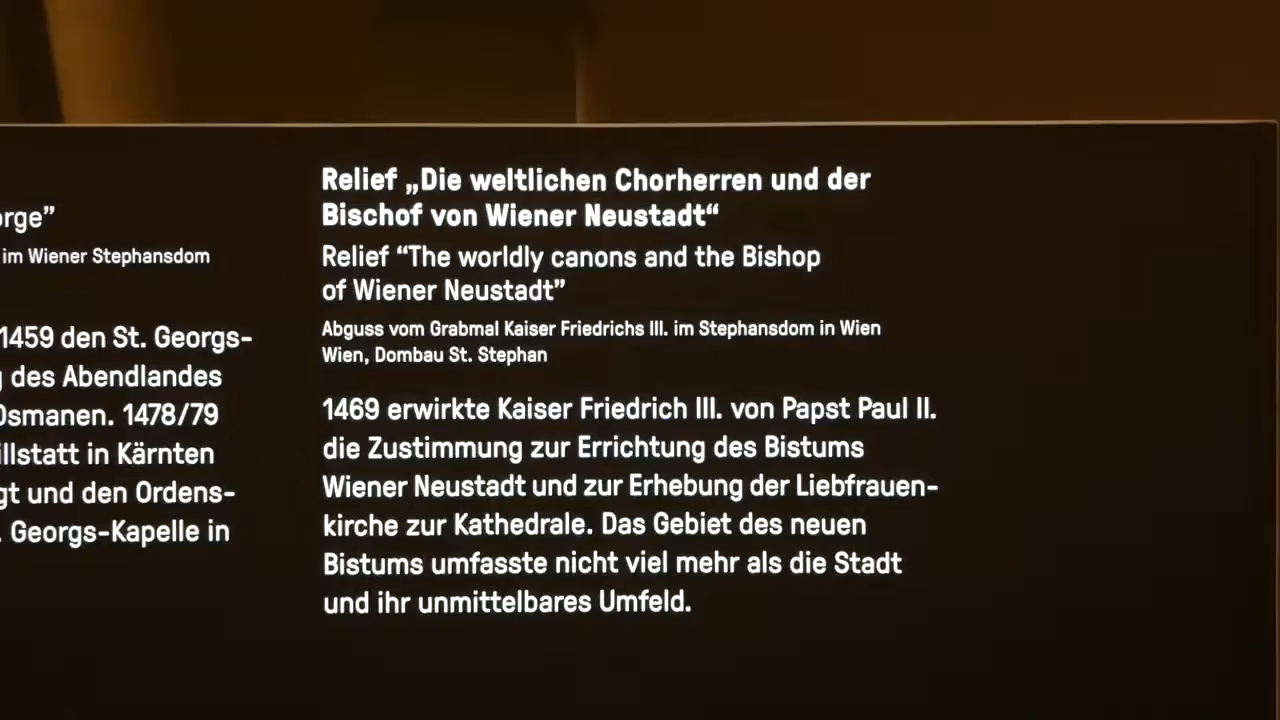 orge”
im Wiener Stephansdom
1459 den St. Georgs-
des Abendlandes
Osmanen. 1478/79
illstatt in Kärnten
gt und den Ordens-
. Georgs-Kapelle in
Relief „Die weltlichen Chorherren und der
Bischof von Wiener Neustadt“
Relief “The worldly canons and the Bishop
of Wiener Neustadt”
Abguss vom Grabmal Kaiser Friedrichs III. im Stephansdom in Wien
Wien, Dombau St. Stephan
1469 erwirkte Kaiser Friedrich III. von Papst Paul II.
die Zustimmung zur Errichtung des Bistums
Wiener Neustadt und zur Erhebung der Liebfrauen-
kirche zur Kathedrale. Das Gebiet des neuen
Bistums umfasste nicht viel mehr als die Stadt
und ihr unmittelbares Umfeld.